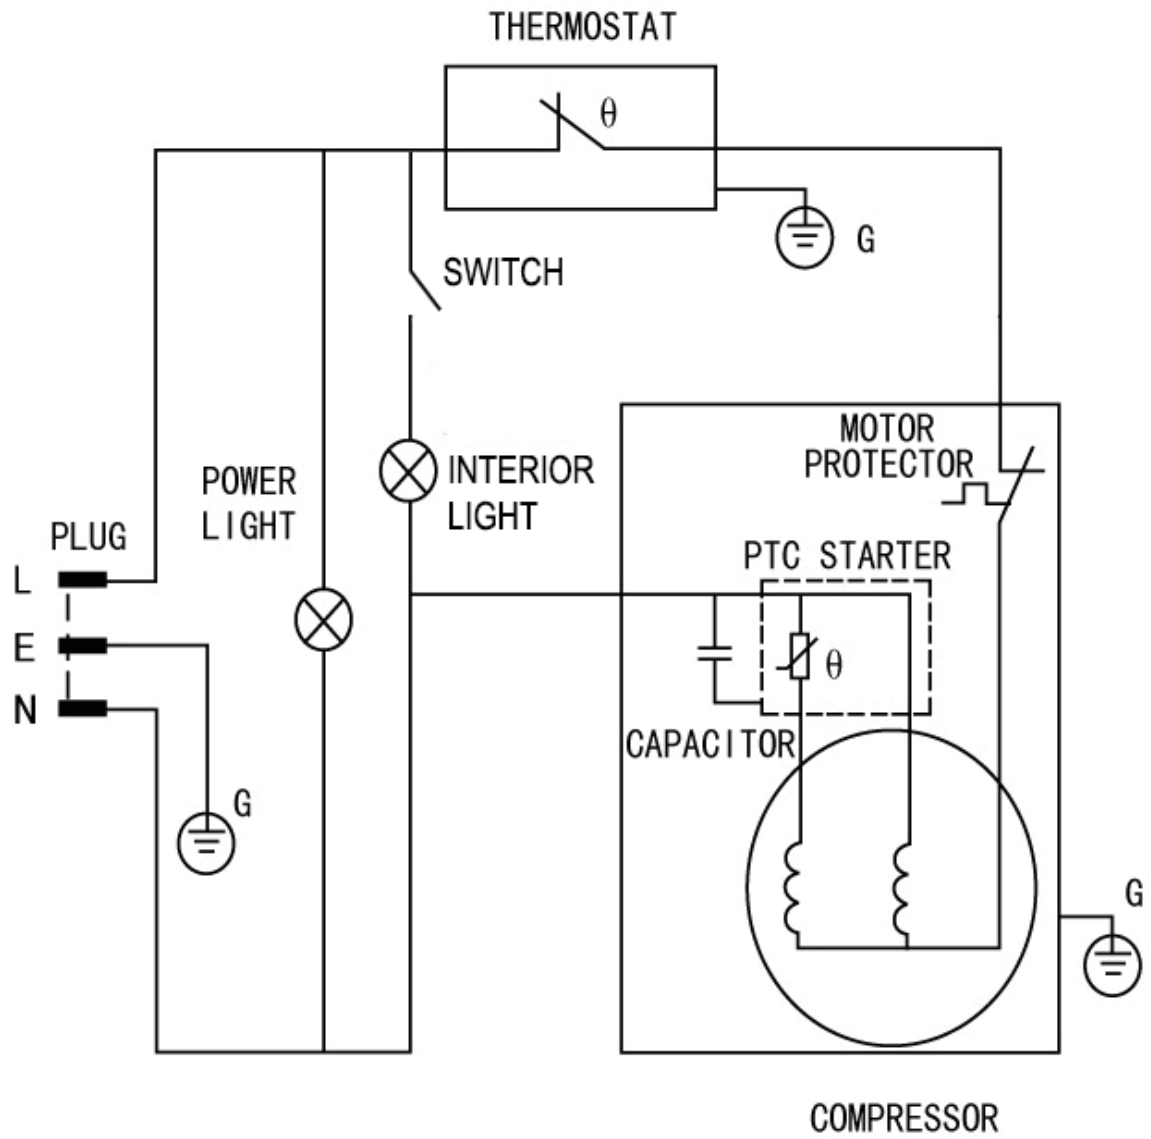 THERMOSTAT
θ
G
SWITCH
MOTOR
PROTECTOR
INTERIOR
LIGHT
POWER
LIGHT
PLUG
PTC STARTER
L
E
θ
N
CAPACITOR
G
G
COMPRESSOR